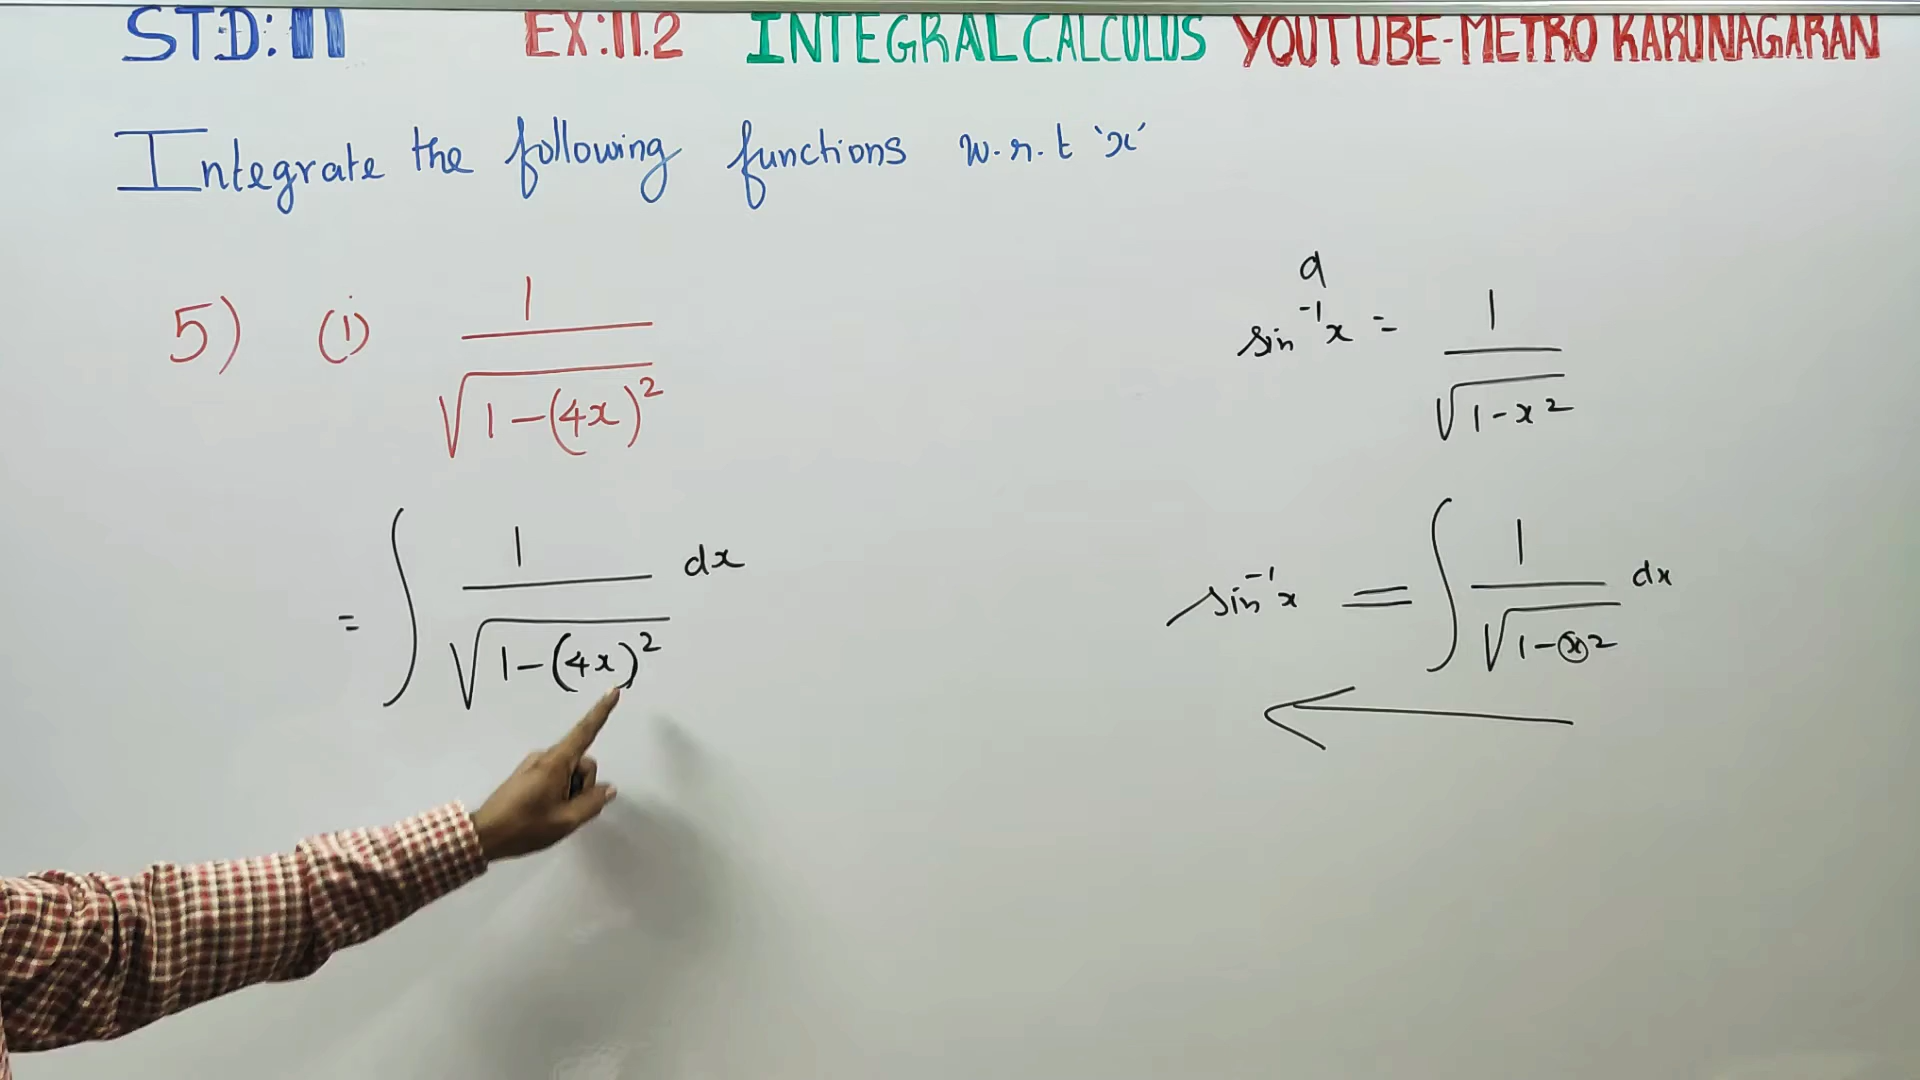 STD: 11 EX: 11.2 INTEGRAL CALCULUS YOUTUBE-METRO KARUNAGARAN
Integrate the following functions w.r.t 'x'
5) (i) 1/√(1-(4x)²)
= ∫ 1/√(1-(4x)²) dx
d
sin⁻¹x = 1/√(1-x²)
sin⁻¹x = ∫ 1/√(1-x²) dx